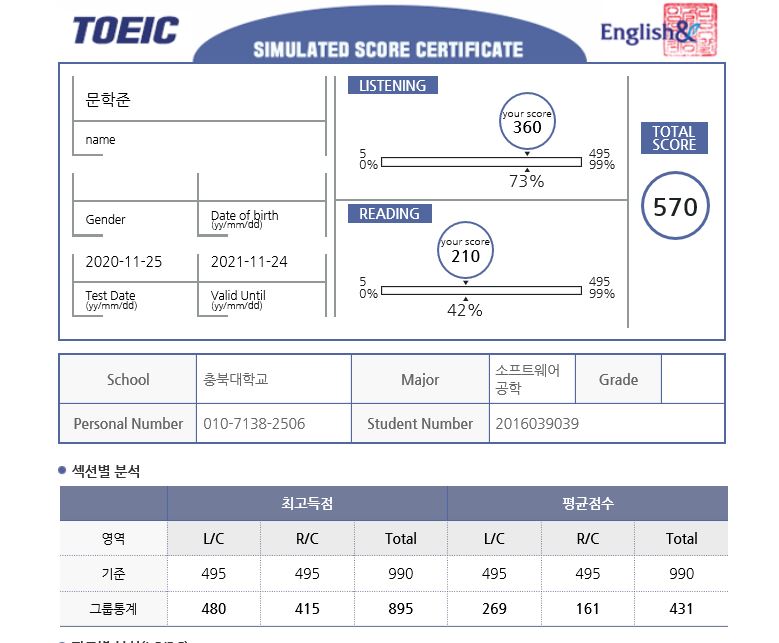 TOEIC
SIMULATED SCORE CERTIFICATE
English&
문학준
name
Gender
Date of birth
(yy/mm/dd)
2020-11-25
2021-11-24
Test Date
(yy/mm/dd)
Valid Until
(yy/mm/dd)
LISTENING
your score
360
5
0%
495
99%
73%
READING
your score
210
5
0%
495
99%
42%
TOTAL
SCORE
570
School 충북대학교 Major 소프트웨어
공학 Grade
Personal Number 010-7138-2506 Student Number 2016039039
섹션별 분석
최고득점 평균점수
영역 L/C R/C Total L/C R/C Total
기준 495 495 990 495 495 990
그룹통계 480 415 895 269 161 431